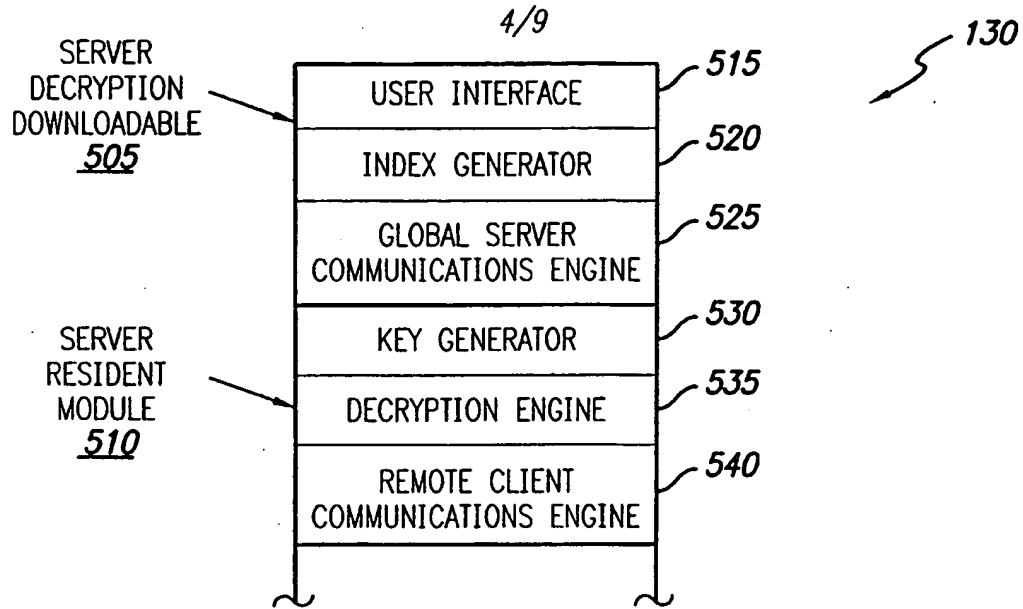 4/9
130
SERVER
DECRYPTION
DOWNLOADABLE
505
USER INTERFACE
515
INDEX GENERATOR
520
GLOBAL SERVER
COMMUNICATIONS ENGINE
525
SERVER
RESIDENT
MODULE
510
KEY GENERATOR
530
DECRYPTION ENGINE
535
REMOTE CLIENT
COMMUNICATIONS ENGINE
540